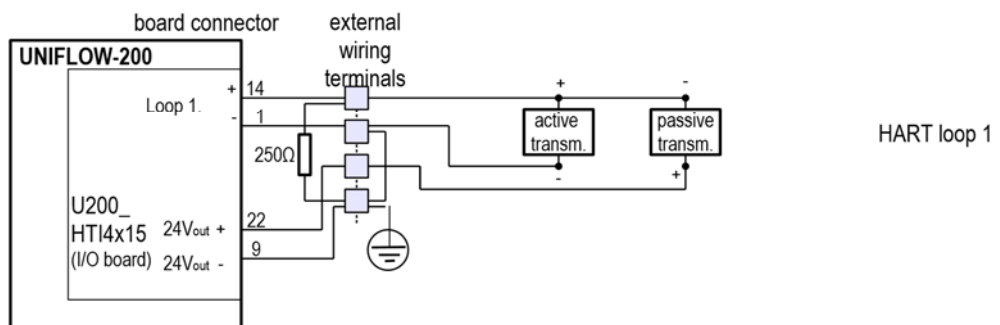 board connector
external
wiring
terminals
UNIFLOW-200
Loop 1.
+
14
-
1
250Ω
+
active
transm.
-
-
passive
transm.
+
HART loop 1
U200_
HTI4x15
(I/O board)
24Vout +
22
24Vout -
9